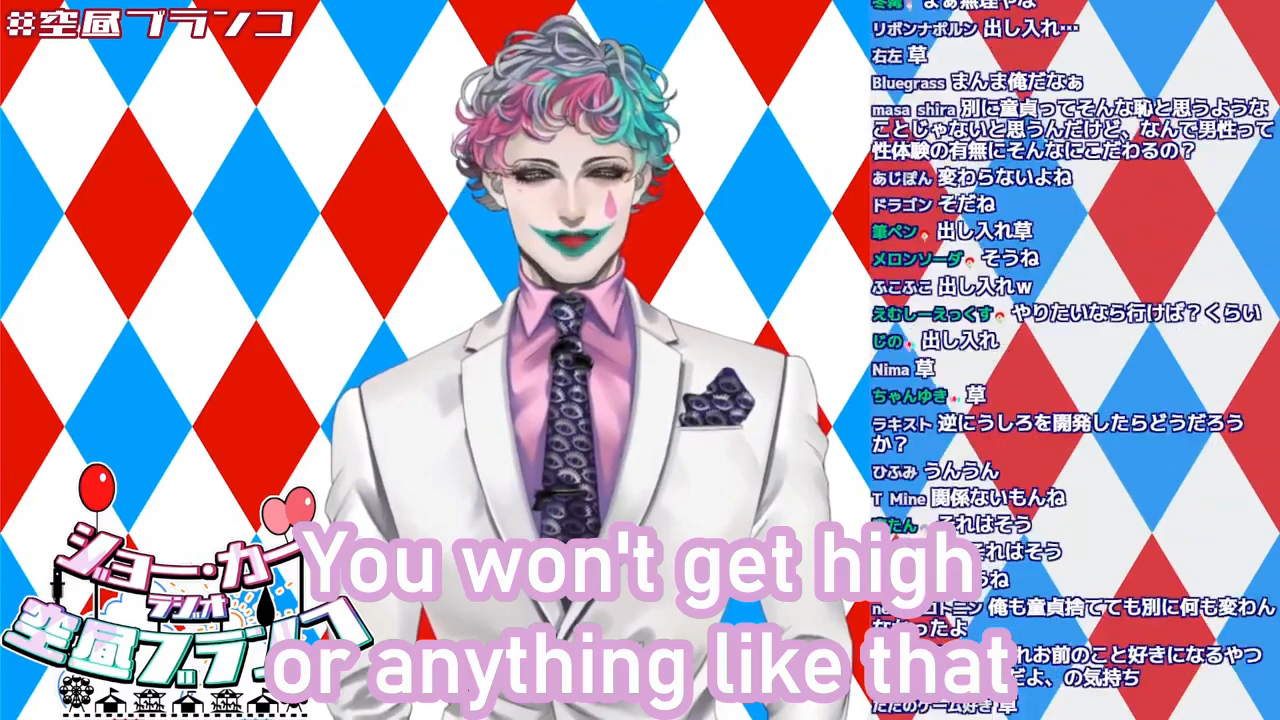 #空昼ブランコ
まぁ無理やな
リボンナポルン 出し入れ…
右左 草
Bluegrass まんま俺だなぁ
masa shira 別に童貞ってそんな恥と思うような
ことじゃないと思うんだけど、なんで男性って
性体験の有無にそんなにこだわるの？
あじぽん 変わらないよね
ドラゴン そだね
筆ペン 出し入れ草
メロンソーダ そうね
ふこふこ 出し入れw
えむしーえっくす やりたいなら行けば？くらい
じの 出し入れ
Nima 草
ちゃんゆき 草
ラキスト 逆にうしろを開発したらどうだろう
か？
ひふみ うんうん
T Mine 関係ないもんね
それはそう
それはそう
俺も童貞捨てても別に何も変わん
ったよ
れお前のこと好きになるやつ
だよ、の気持ち
ただのゲーム好き 草
ジョー・カー
ラジオ
空昼ブランコ
You won't get high
or anything like that